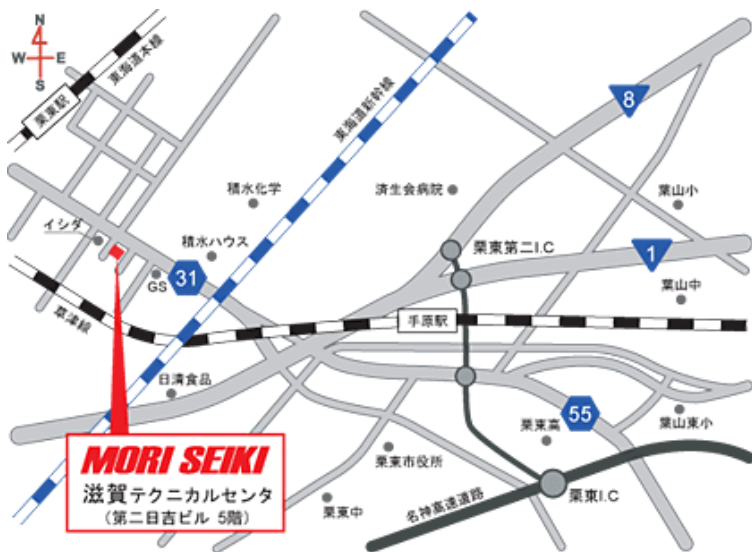 N
W E
S
東海道本線
栗東駅
東海道新幹線
8
積水化学
済生会病院
葉山小
イシダ
積水ハウス
栗東第二I.C
1
GS
31
葉山中
草津線
手原駅
日清食品
55
葉山東小
栗東高
MORI SEIKI
滋賀テクニカルセンタ
(第二日吉ビル 5階)
栗東市役所
栗東中
名神高速道路
栗東I.C